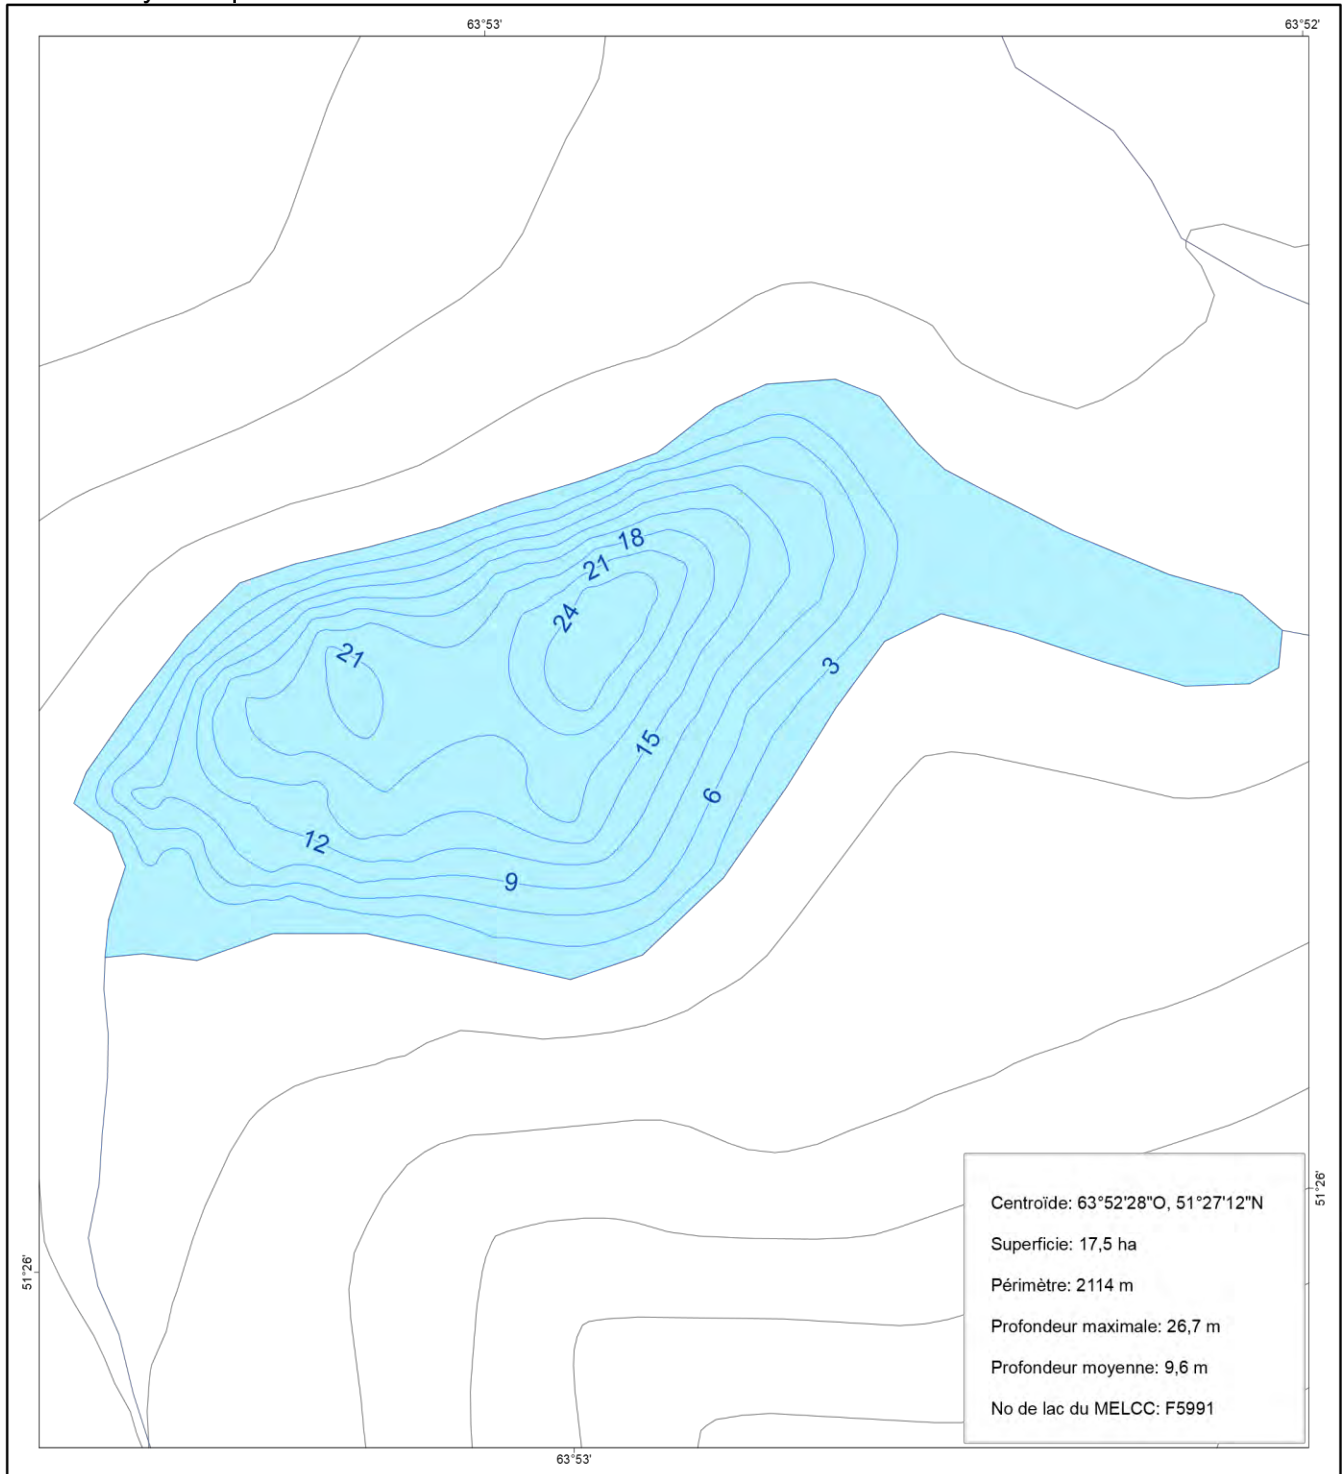 63°53'
63°52'
18
21
24
21
3
15
6
12
9
51°26'
Centroïde: 63°52'28"O, 51°27'12"N
Superficie: 17,5 ha
Périmètre: 2114 m
Profondeur maximale: 26,7 m
Profondeur moyenne: 9,6 m
No de lac du MELCC: F5991
51°26'
63°53'